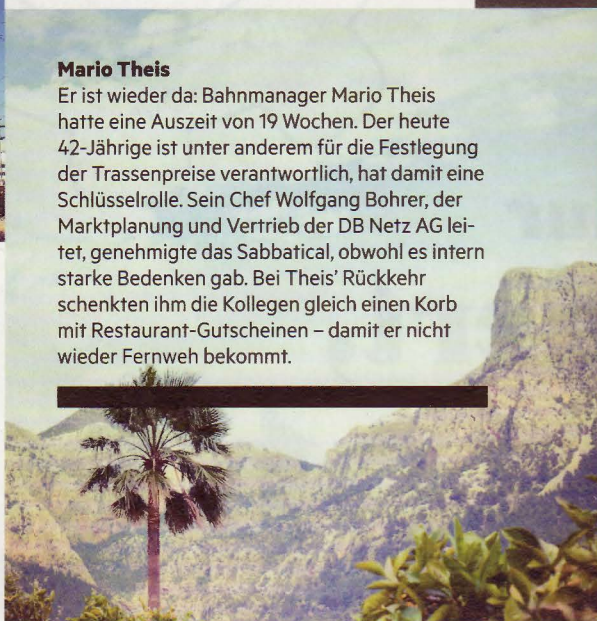 Mario Theis
Er ist wieder da: Bahnmanager Mario Theis
hatte eine Auszeit von 19 Wochen. Der heute
42-Jährige ist unter anderem für die Festlegung
der Trassenpreise verantwortlich, hat damit eine
Schlüsselrolle. Sein Chef Wolfgang Bohrer, der
Marktplanung und Vertrieb der DB Netz AG lei-
tet, genehmigte das Sabbatical, obwohl es intern
starke Bedenken gab. Bei Theis’ Rückkehr
schenkten ihm die Kollegen gleich einen Korb
mit Restaurant-Gutscheinen – damit er nicht
wieder Fernweh bekommt.